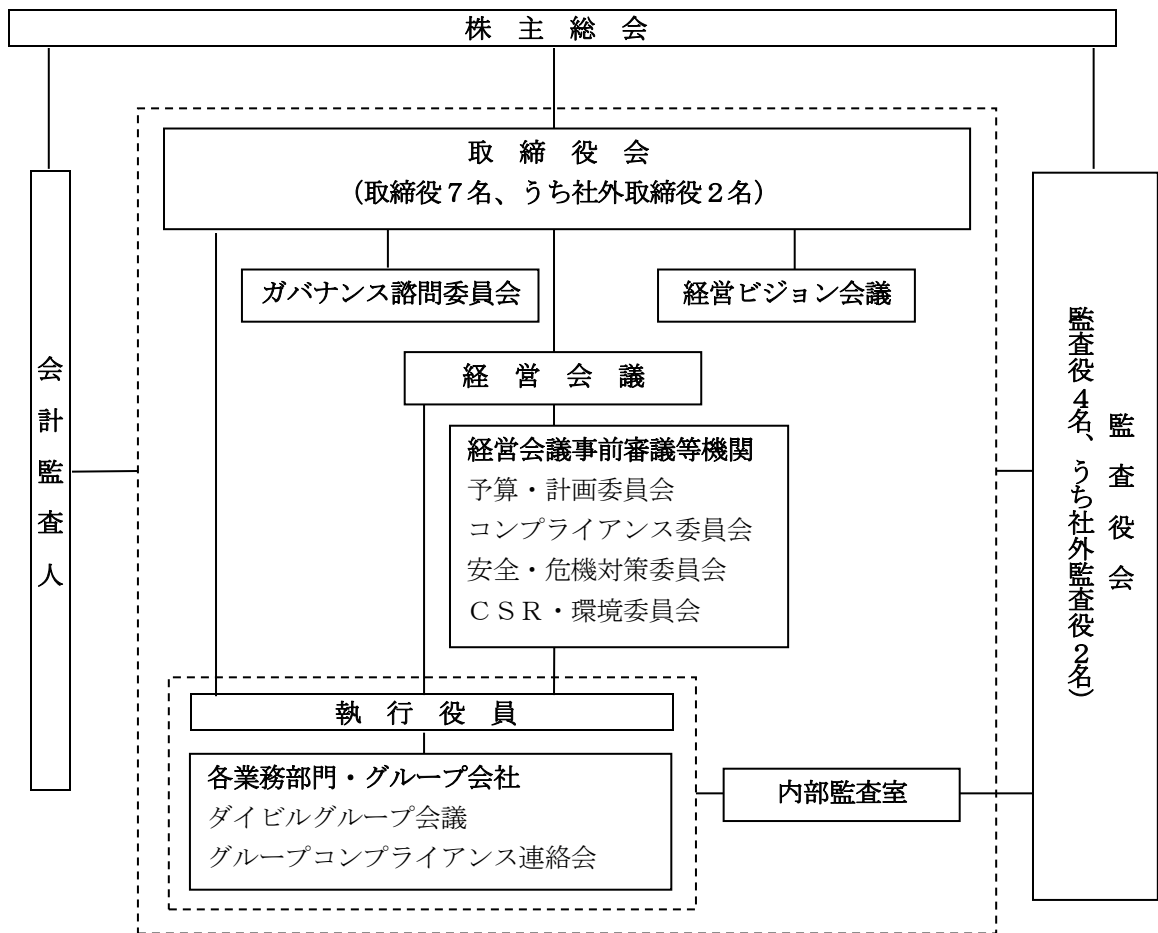 株 主 総 会
取 締 役 会
（取締役７名、うち社外取締役２名）
ガバナンス諮問委員会
経営ビジョン会議
経 営 会 議
経営会議事前審議等機関
予算・計画委員会
コンプライアンス委員会
安全・危機対策委員会
ＣＳＲ・環境委員会
執 行 役 員
各業務部門・グループ会社
ダイビルグループ会議
グループコンプライアンス連絡会
内部監査室
会計監査人
監査役会
監査役４名、うち社外監査役２名）